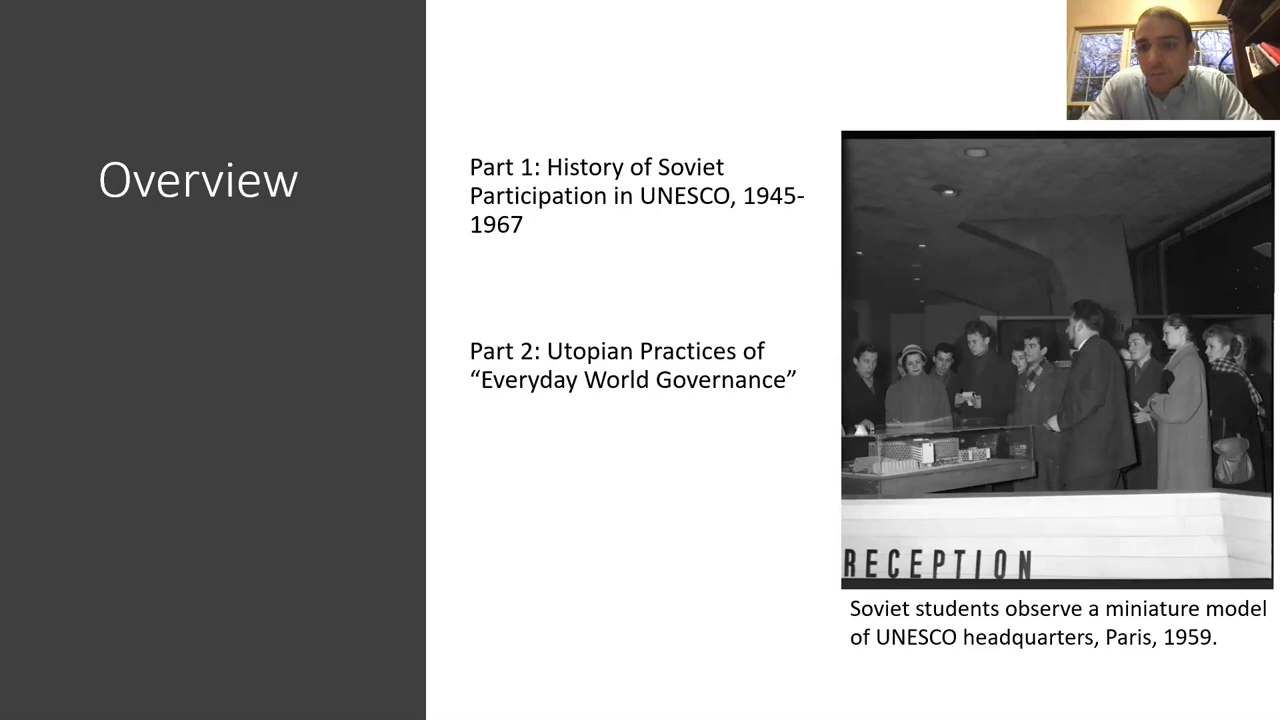 Overview
Part 1: History of Soviet
Participation in UNESCO, 1945-
1967
Part 2: Utopian Practices of
“Everyday World Governance”
RECEPTION
Soviet students observe a miniature model
of UNESCO headquarters, Paris, 1959.